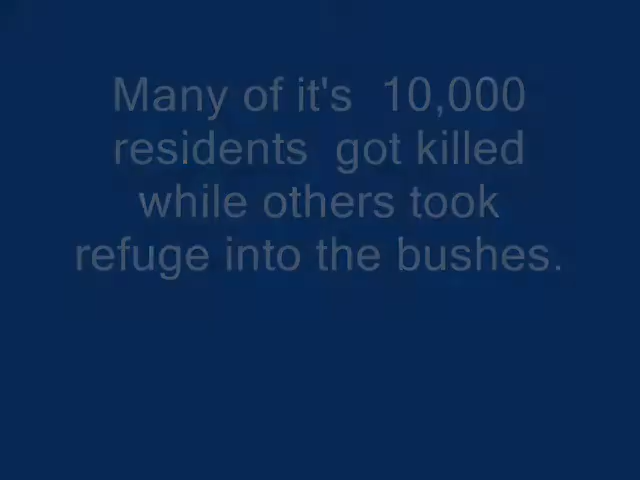 Many of it's  10,000
residents  got killed
while others took
refuge into the bushes.